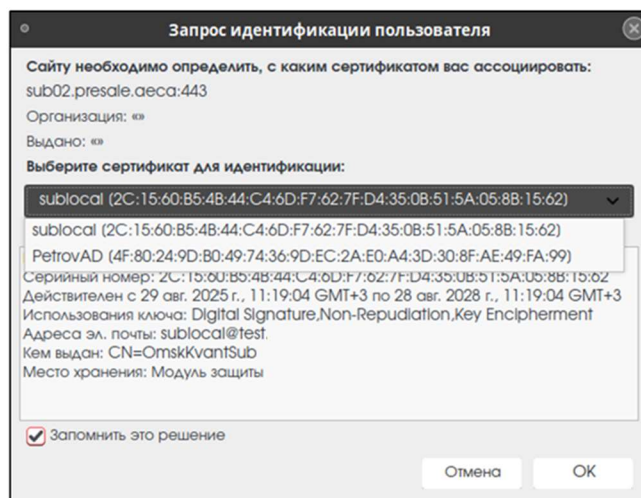 Запрос идентификации пользователя
Сайту необходимо определить, с каким сертификатом вас ассоциировать:
sub02.presale.aeca:443
Организация: «»
Выдано: «»
Выберите сертификат для идентификации:
sublocal [2C:15:60:B5:4B:44:C4:6D:F7:62:7F:D4:35:0B:51:5A:05:8B:15:62]
sublocal [2C:15:60:B5:4B:44:C4:6D:F7:62:7F:D4:35:0B:51:5A:05:8B:15:62]
PetrovAD [4F:80:24:9D:B0:49:74:36:9D:EC:2A:E0:A4:3D:30:8F:AE:49:FA:99]
Серийный номер: 2C:15:60:B5:4B:44:C4:6D:F7:62:7F:D4:35:0B:51:5A:05:8B:15:62
Действителен с 29 авг. 2025 г., 11:19:04 GMT+3 по 28 авг. 2028 г., 11:19:04 GMT+3
Использования ключа: Digital Signature,Non-Repudiation,Key Encipherment
Адреса эл. почты: sublocal@test.
Кем выдан: CN=OmskKvantSub
Место хранения: Модуль защиты
Запомнить это решение
Отмена
OK